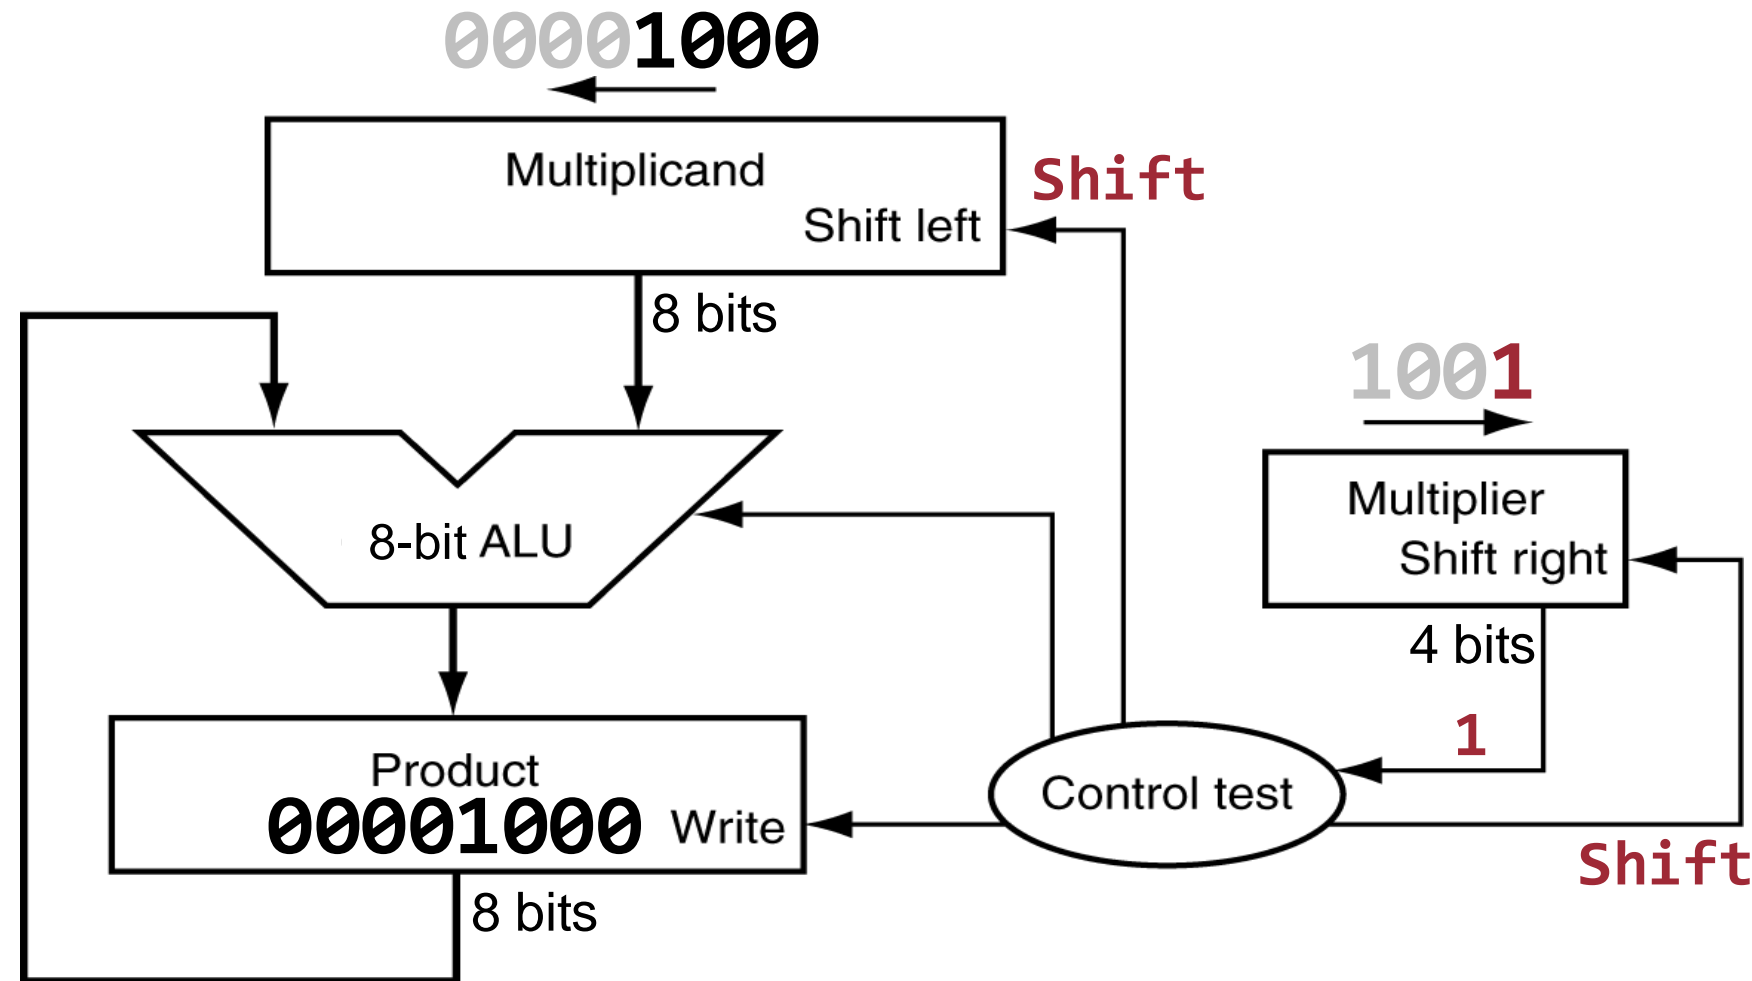 00001000
Multiplicand
Shift
Shift left
8 bits
1001
8-bit ALU
Multiplier
Shift right
4 bits
1
Product
00001000
Write
Control test
Shift
8 bits